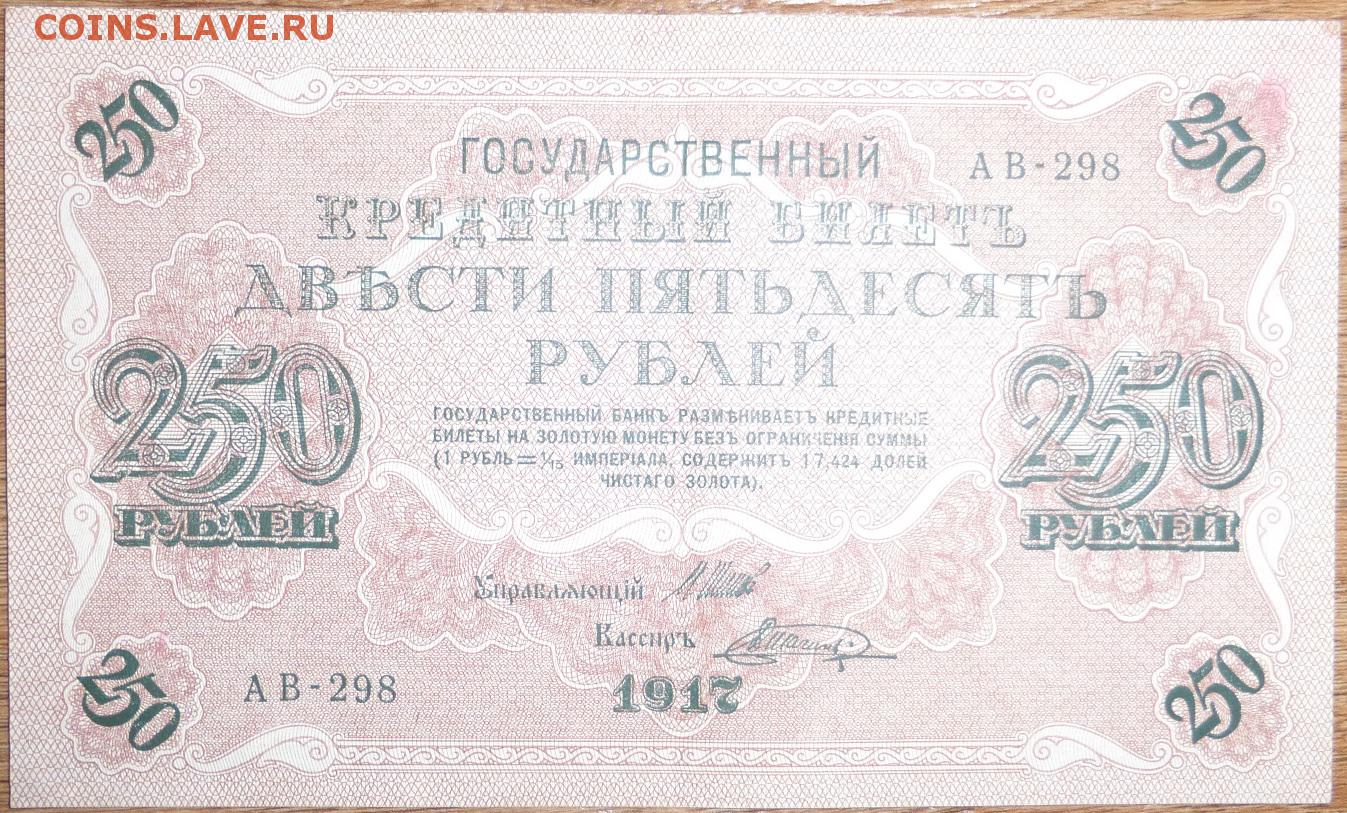 COINS.LAVE.RU
250
250
ГОСУДАРСТВЕННЫЙ
АВ-298
КРЕДИТНЫЙ БИЛЕТЪ
ДВѢСТИ ПЯТЬДЕСЯТЪ
РУБЛЕЙ
250
250
РУБЛЕЙ
РУБЛЕЙ
ГОСУДАРСТВЕННЫЙ БАНКЪ РАЗМѢНИВАЕТЪ КРЕДИТНЫЕ
БИЛЕТЫ НА ЗОЛОТУЮ МОНЕТУ БЕЗЪ ОГРАНИЧЕНІЯ СУММЫ
(1 РУБЛЬ = 1/15 ИМПЕРІАЛА, СОДЕРЖИТЪ 17,424 ДОЛЕЙ
ЧИСТАГО ЗОЛОТА).
Управляющій
Кассиръ
АВ-298
1917
250
250